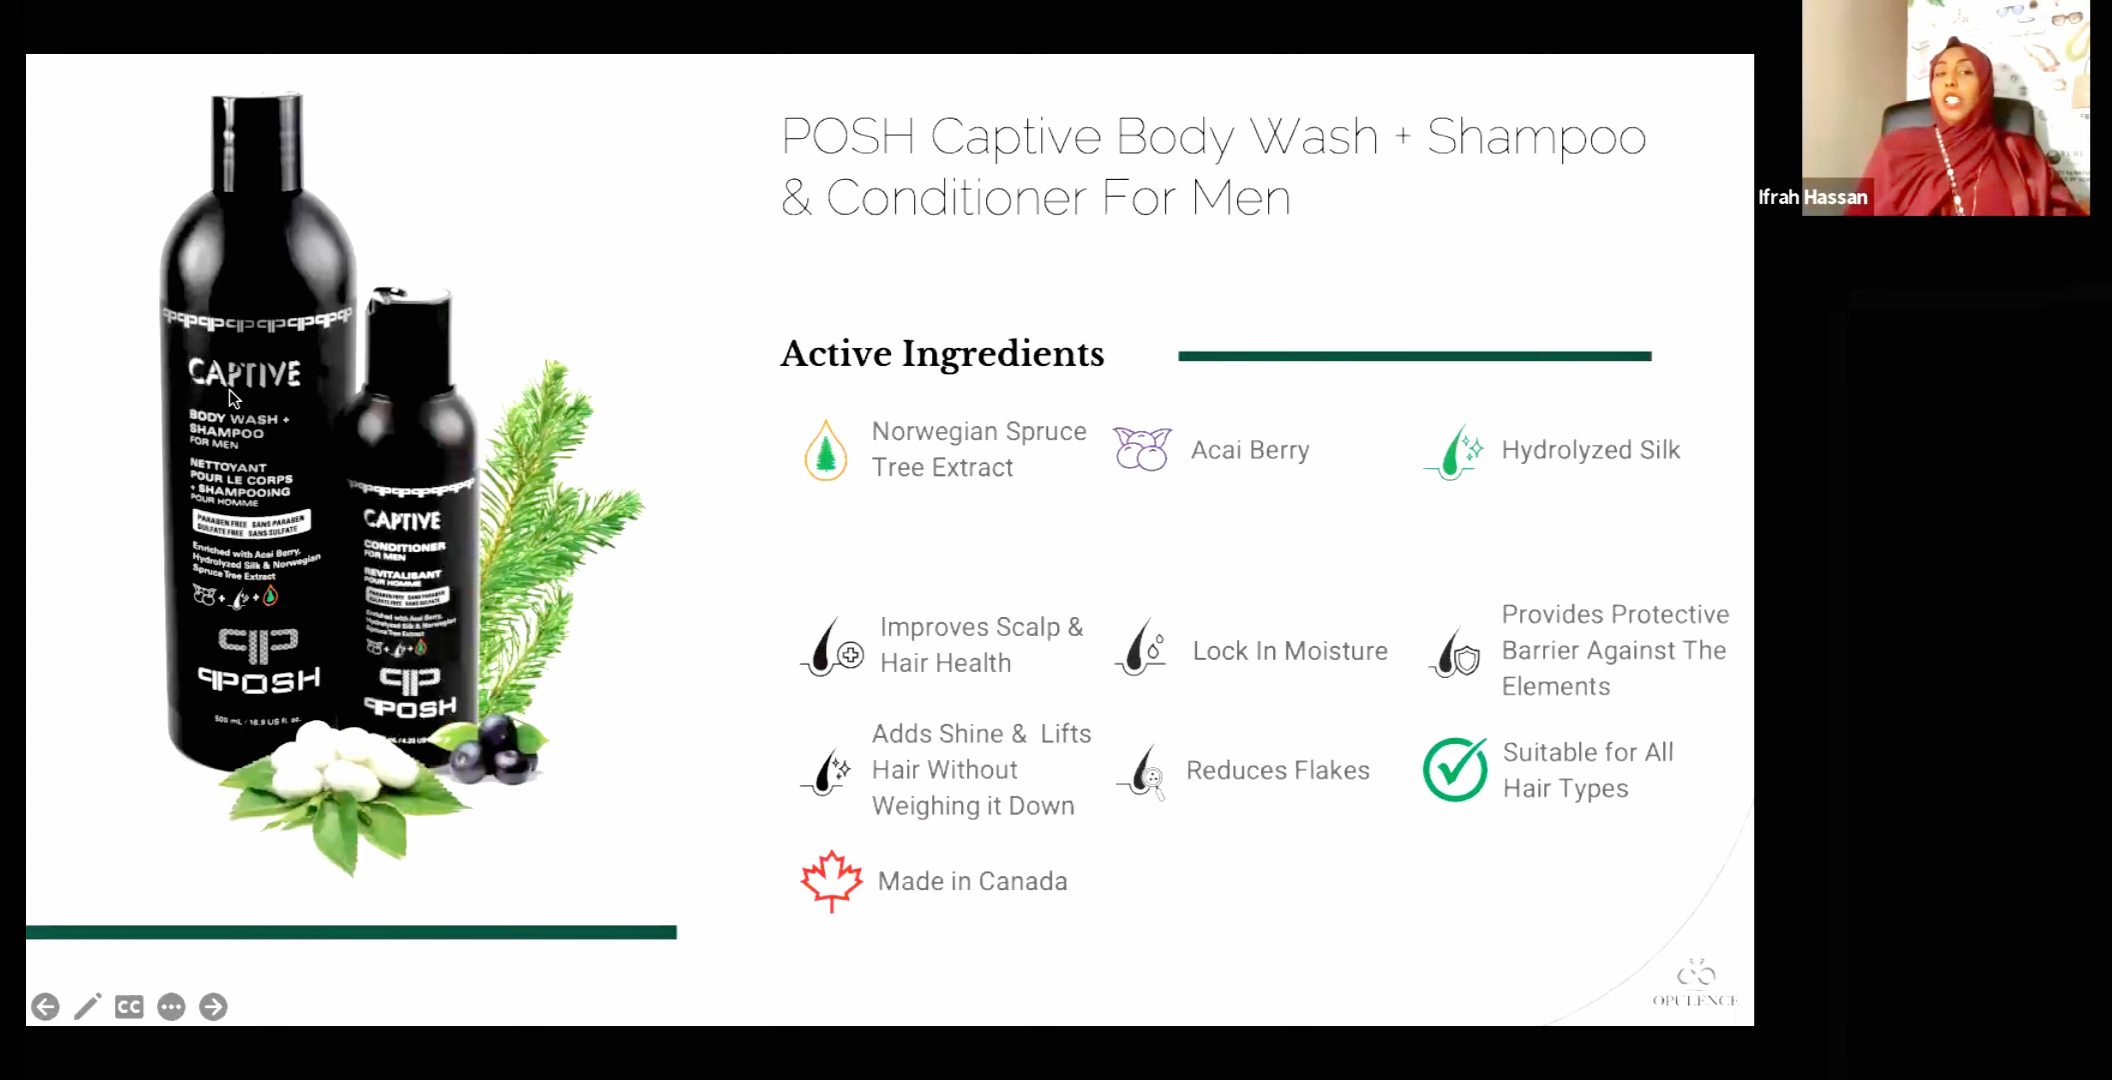 POSH Captive Body Wash + Shampoo
& Conditioner For Men
Ifrah Hassan
Active Ingredients
Norwegian Spruce
Tree Extract
Acai Berry
Hydrolyzed Silk
Improves Scalp &
Hair Health
Lock In Moisture
Provides Protective
Barrier Against The
Elements
Adds Shine & Lifts
Hair Without
Weighing it Down
Reduces Flakes
Suitable for All
Hair Types
Made in Canada
CAPTIVE
BODY WASH +
SHAMPOO
FOR MEN
NETTOYANT
POUR LE CORPS
+ SHAMPOOING
POUR HOMME
PARABEN FREE SANS PARABEN
SULFATE FREE SANS SULFATE
Enriched with Acai Berry,
Hydrolyzed Silk & Norwegian
Spruce Tree Extract
POSH
500 mL / 16.9 US fl. oz.
CAPTIVE
CONDITIONER
FOR MEN
REVITALISANT
POUR HOMME
PARABEN FREE SANS PARABEN
SULFATE FREE SANS SULFATE
Enriched with Acai Berry,
Hydrolyzed Silk & Norwegian
Spruce Tree Extract
POSH
CC
OPULENCE